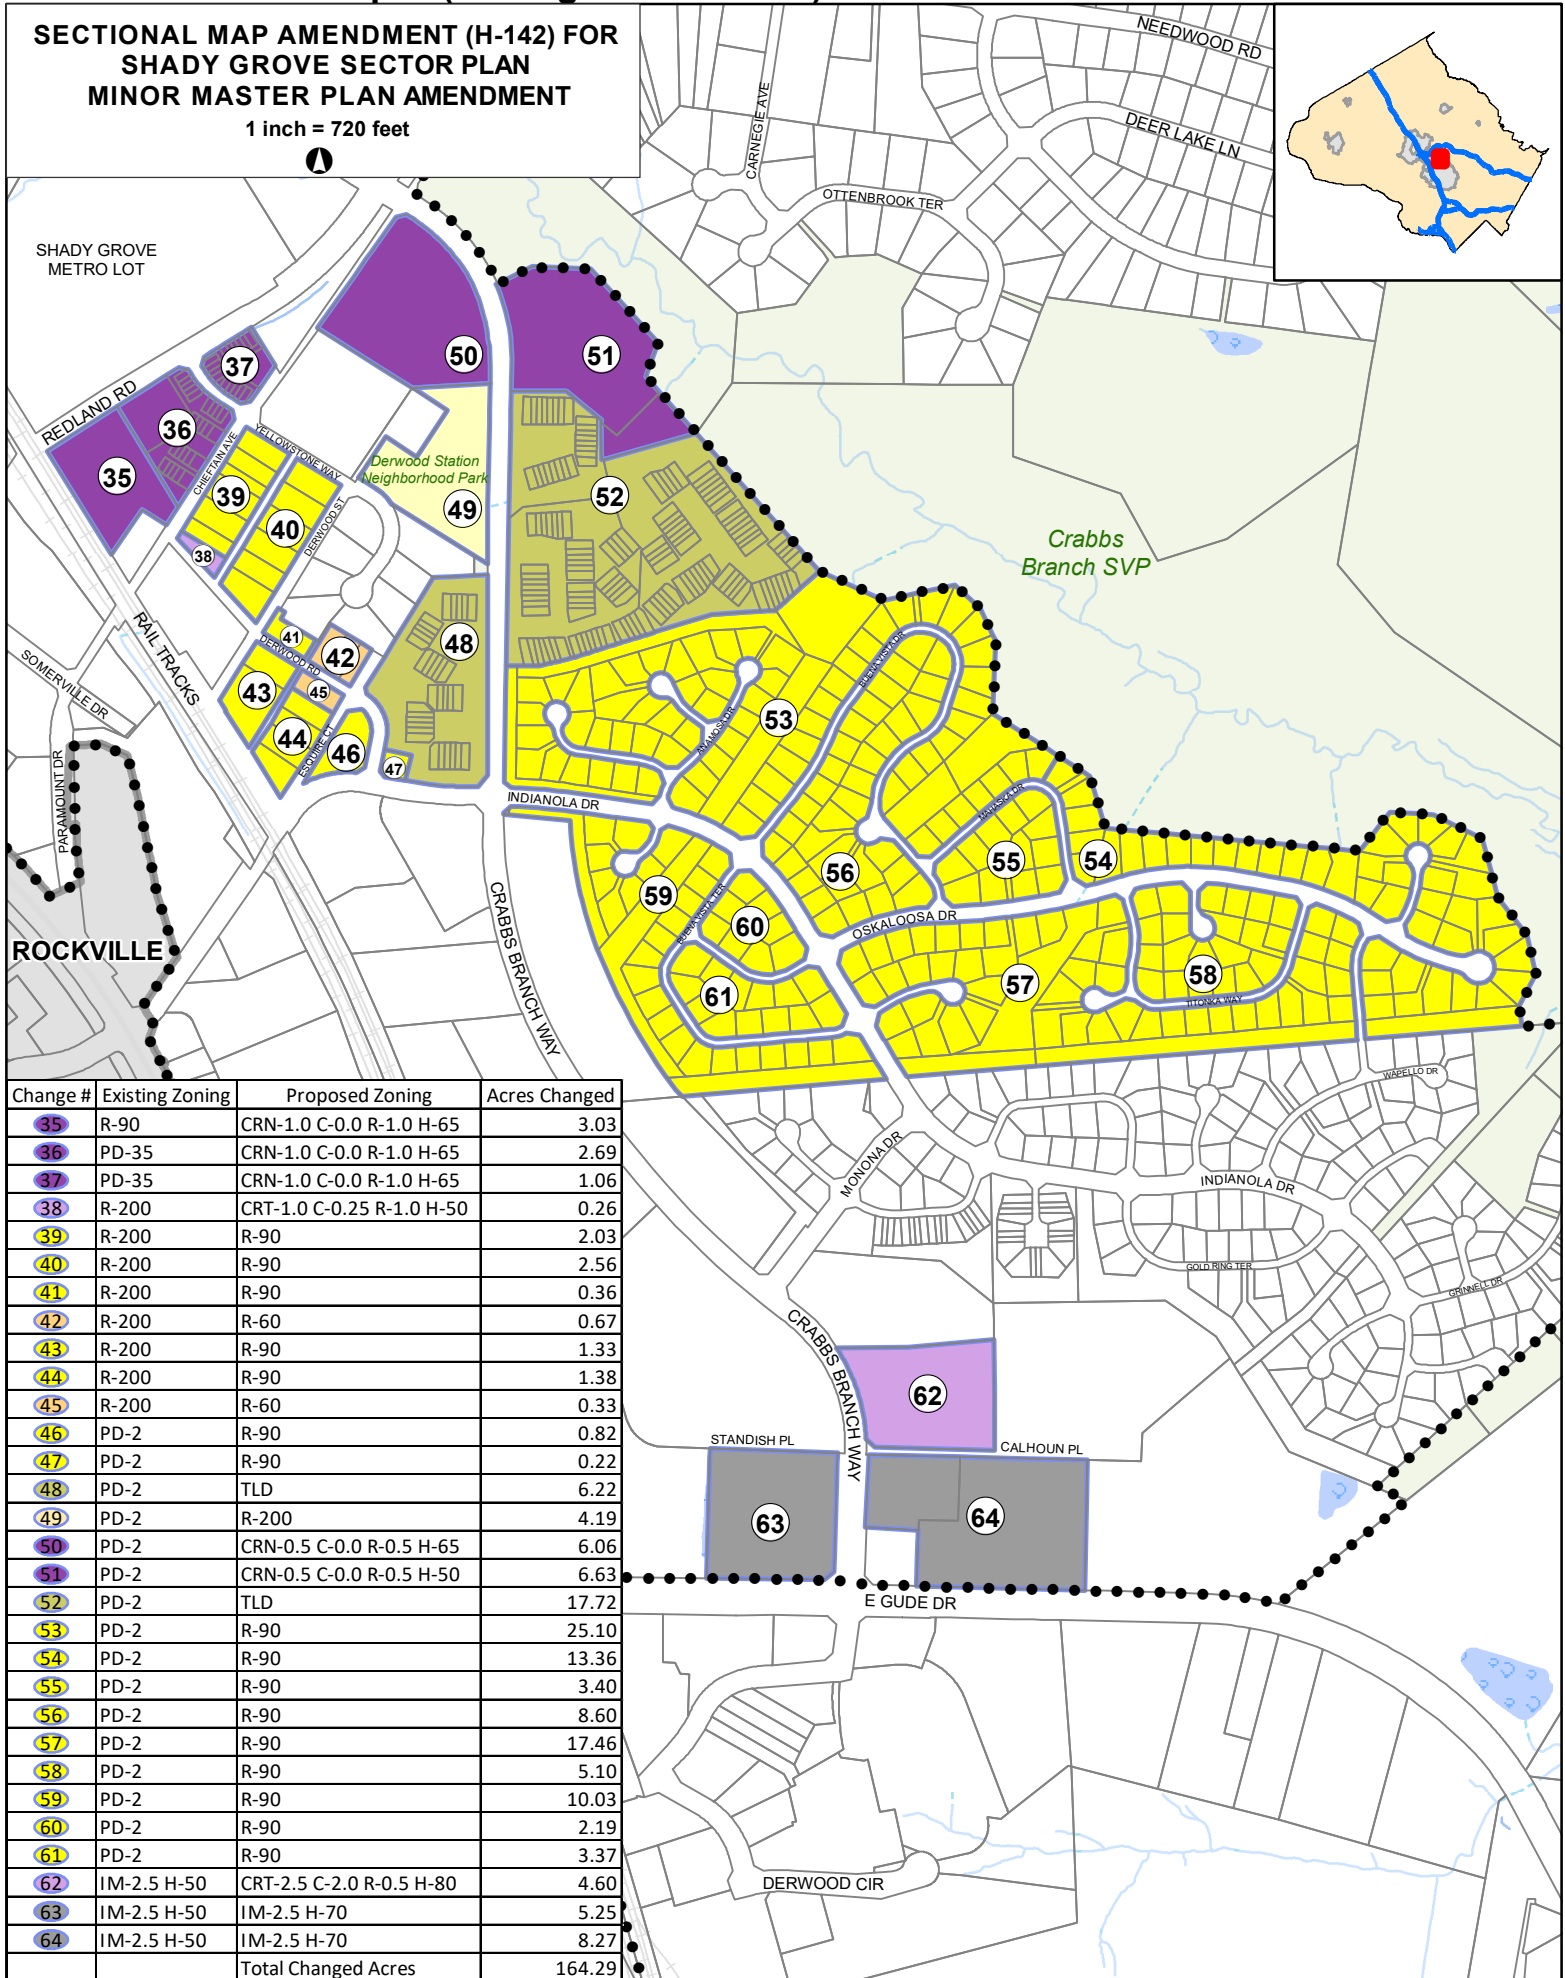 SECTIONAL MAP AMENDMENT (H-142) FOR
SHADY GROVE SECTOR PLAN
MINOR MASTER PLAN AMENDMENT
1 inch = 720 feet
NEEDWOOD RD
DEER LAKE LN
CARNEGIE AVE
OTTENBROOK TER
SHADY GROVE
METRO LOT
REDLAND RD
50
51
37
36
35
CHIEFTAIN AVE
YELLOWSTONE WAY
39
40
DERWOOD ST
38
Derwood Station
Neighborhood Park
49
52
Crabbs
Branch SVP
RAIL TRACKS
SOMERVILLE DR
PARAMOUNT DR
41
DERWOOD RD
42
43
45
44
ESQUIRE CT
46
47
48
53
ANAMOSA DR
BUENA VISTA DR
INDIANOLA DR
MAHASKA DR
55
54
56
59
BUENA VISTA TER
60
OSKALOOSA DR
57
58
TITONKA WAY
61
ROCKVILLE
CRABBS BRANCH WAY
WAPELLO DR
MONONA DR
INDIANOLA DR
GOLD RING TER
GRINNELL DR
CRABBS BRANCH WAY
62
STANDISH PL
CALHOUN PL
63
64
E GUDE DR
DERWOOD CIR
Change # Existing Zoning Proposed Zoning Acres Changed
35 R-90 CRN-1.0 C-0.0 R-1.0 H-65 3.03
36 PD-35 CRN-1.0 C-0.0 R-1.0 H-65 2.69
37 PD-35 CRN-1.0 C-0.0 R-1.0 H-65 1.06
38 R-200 CRT-1.0 C-0.25 R-1.0 H-50 0.26
39 R-200 R-90 2.03
40 R-200 R-90 2.56
41 R-200 R-90 0.36
42 R-200 R-60 0.67
43 R-200 R-90 1.33
44 R-200 R-90 1.38
45 R-200 R-60 0.33
46 PD-2 R-90 0.82
47 PD-2 R-90 0.22
48 PD-2 TLD 6.22
49 PD-2 R-200 4.19
50 PD-2 CRN-0.5 C-0.0 R-0.5 H-65 6.06
51 PD-2 CRN-0.5 C-0.0 R-0.5 H-50 6.63
52 PD-2 TLD 17.72
53 PD-2 R-90 25.10
54 PD-2 R-90 13.36
55 PD-2 R-90 3.40
56 PD-2 R-90 8.60
57 PD-2 R-90 17.46
58 PD-2 R-90 5.10
59 PD-2 R-90 10.03
60 PD-2 R-90 2.19
61 PD-2 R-90 3.37
62 IM-2.5 H-50 CRT-2.5 C-2.0 R-0.5 H-80 4.60
63 IM-2.5 H-50 IM-2.5 H-70 5.25
64 IM-2.5 H-50 IM-2.5 H-70 8.27
Total Changed Acres 164.29